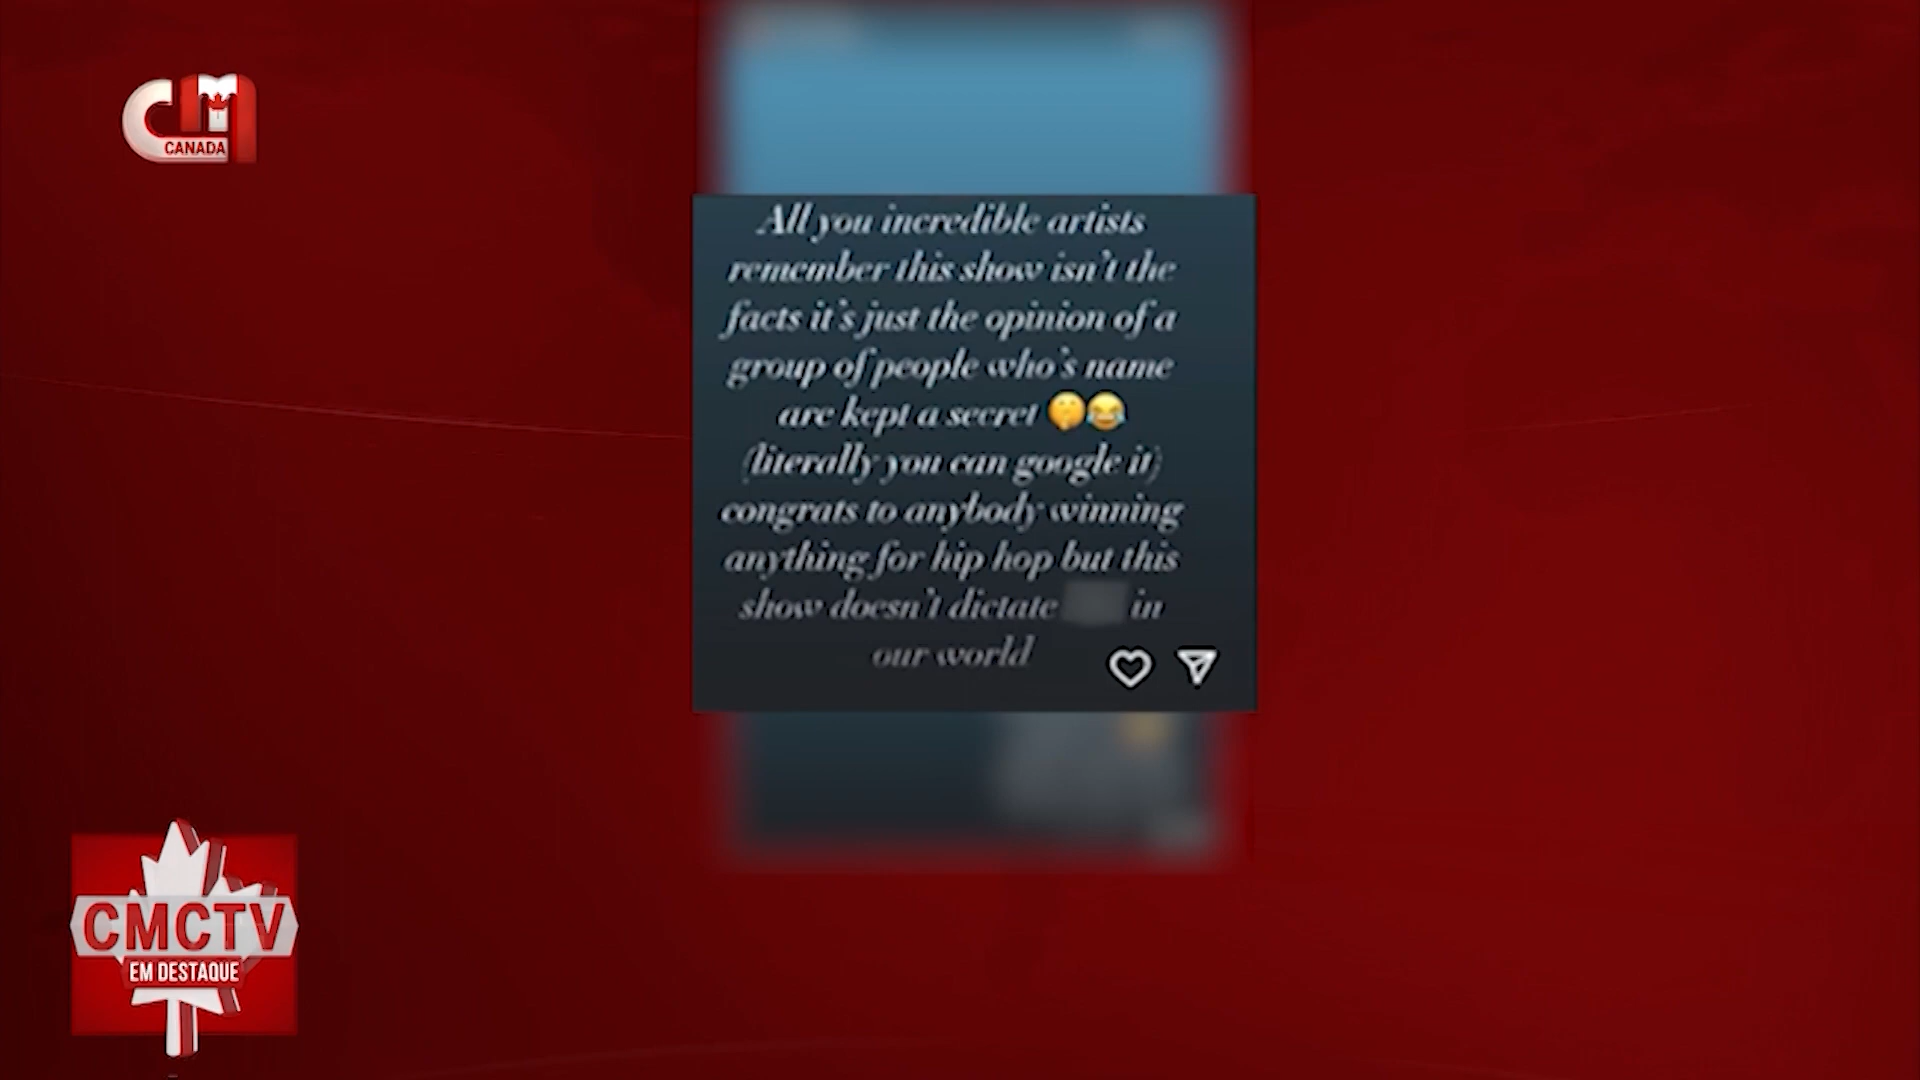 CM
CANADA
All you incredible artists
remember this show isn't the
facts it's just the opinion of a
group of people who's name
are kept a secret 🤫😂
(literally you can google it)
congrats to anybody winning
anything for hip hop but this
show doesn't dictate in
our world
CMCTV
EM DESTAQUE